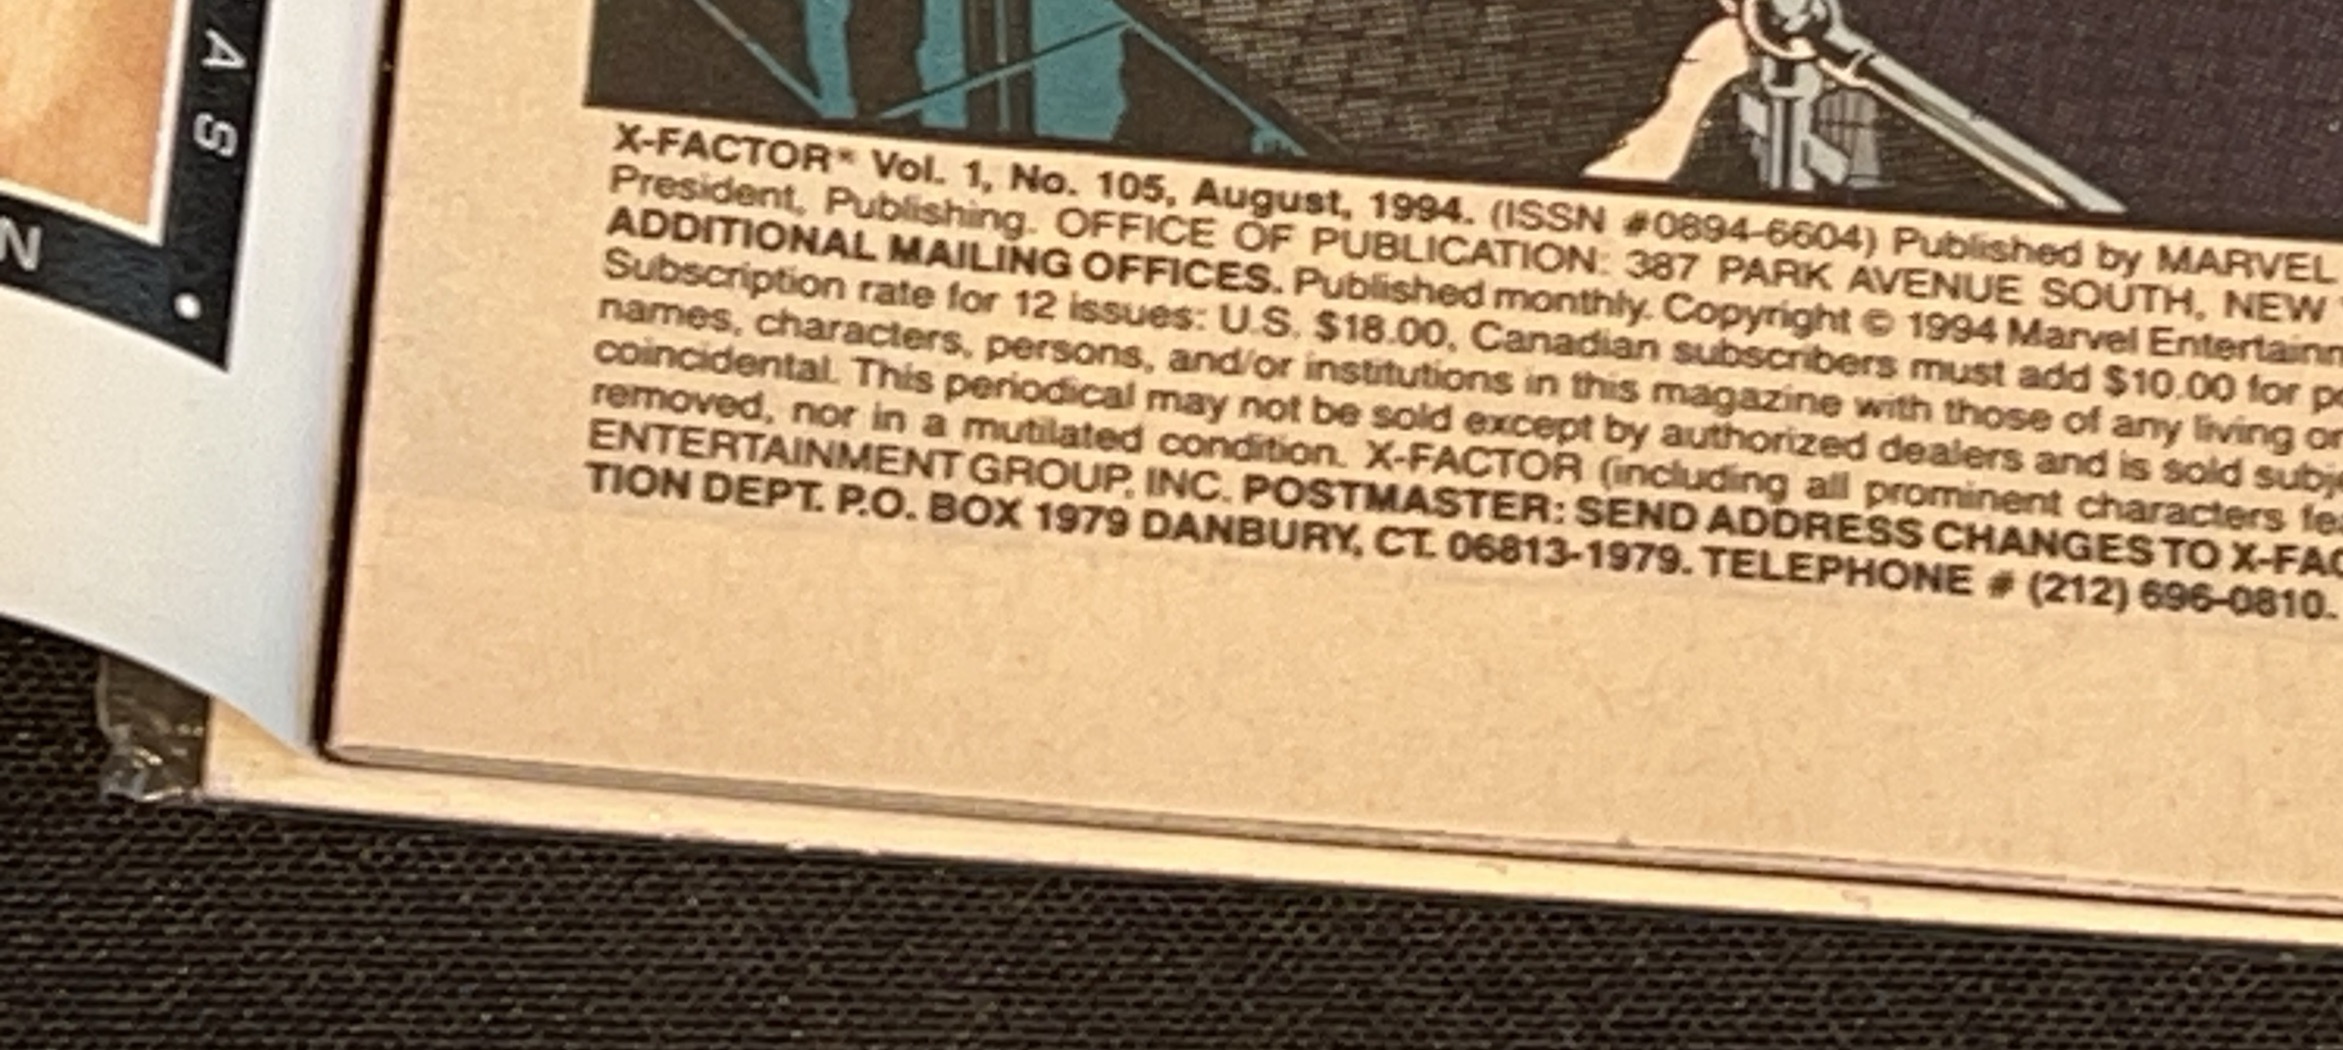 A S
N
X-FACTOR® Vol. 1, No. 105, August, 1994. (ISSN #0894-6604) Published by MARVEL
President, Publishing. OFFICE OF PUBLICATION: 387 PARK AVENUE SOUTH, NEW
ADDITIONAL MAILING OFFICES. Published monthly. Copyright © 1994 Marvel Entertainm
Subscription rate for 12 issues: U.S. $18.00, Canadian subscribers must add $10.00 for po
names, characters, persons, and/or institutions in this magazine with those of any living or
coincidental. This periodical may not be sold except by authorized dealers and is sold subje
removed, nor in a mutilated condition. X-FACTOR (including all prominent characters fea
ENTERTAINMENT GROUP, INC. POSTMASTER: SEND ADDRESS CHANGES TO X-FAC
TION DEPT. P.O. BOX 1979 DANBURY, CT. 06813-1979. TELEPHONE # (212) 696-0810.